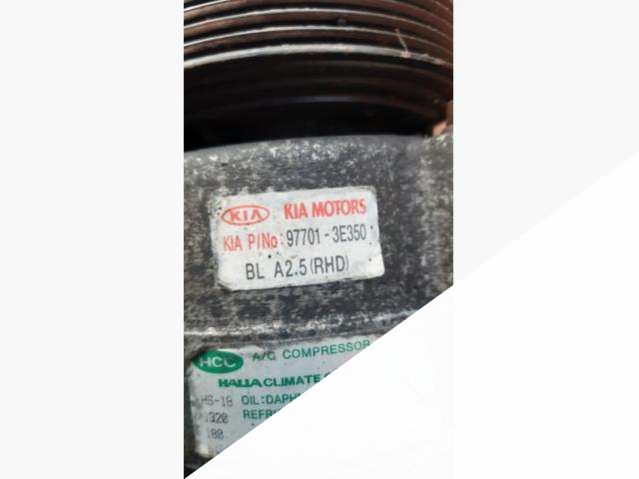 KIA KIA MOTORS
KIA P/No: 97701-3E350
BL A2.5(RHD)
HCC A/C COMPRESSOR
HALLA CLIMATE
HS-18 OIL:DAPH